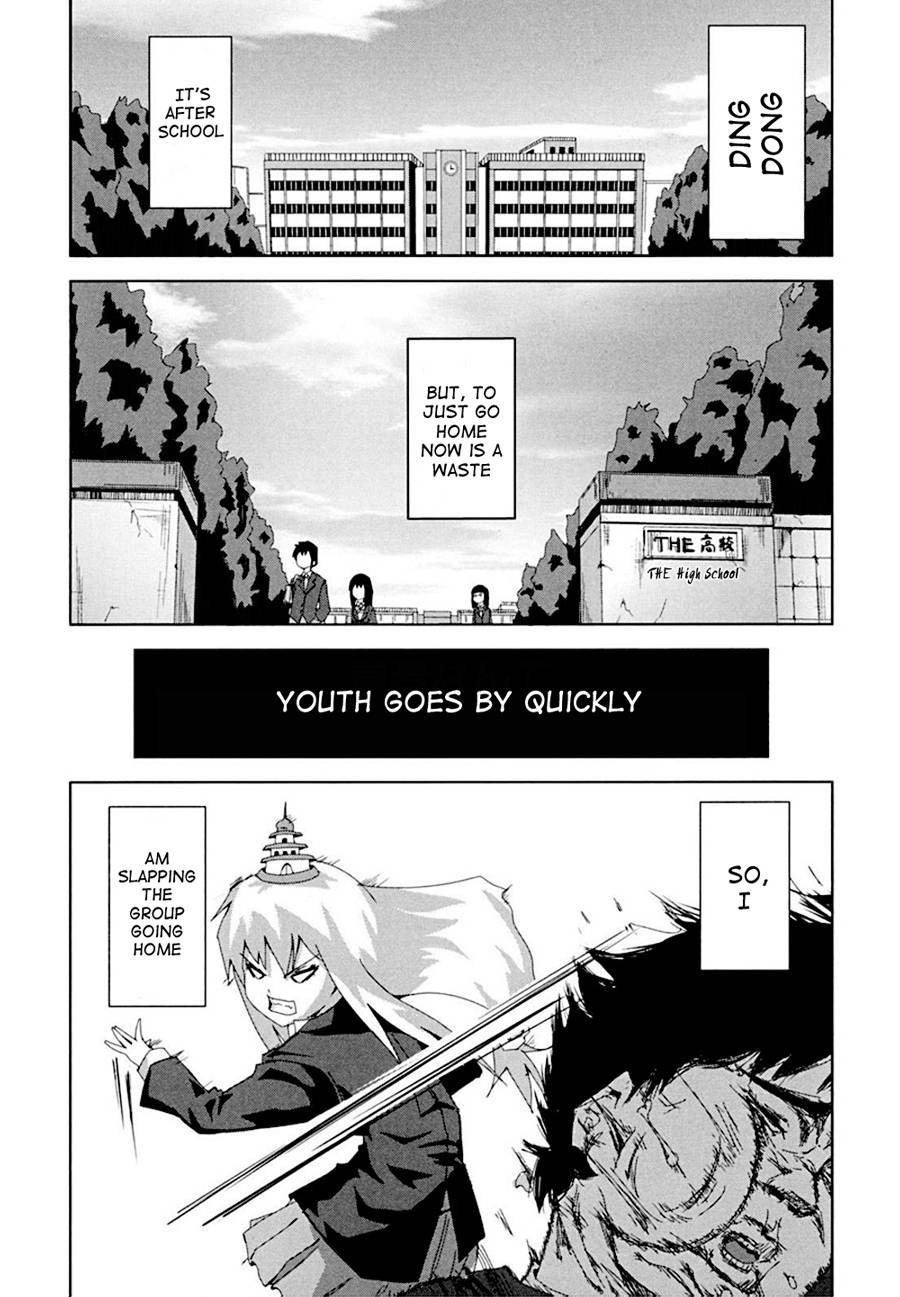 DING
DONG
IT'S
AFTER
SCHOOL
BUT, TO
JUST GO
HOME
NOW IS A
WASTE
THE 高校
THE High School
YOUTH GOES BY QUICKLY
SO,
I
AM
SLAPPING
THE
GROUP
GOING
HOME